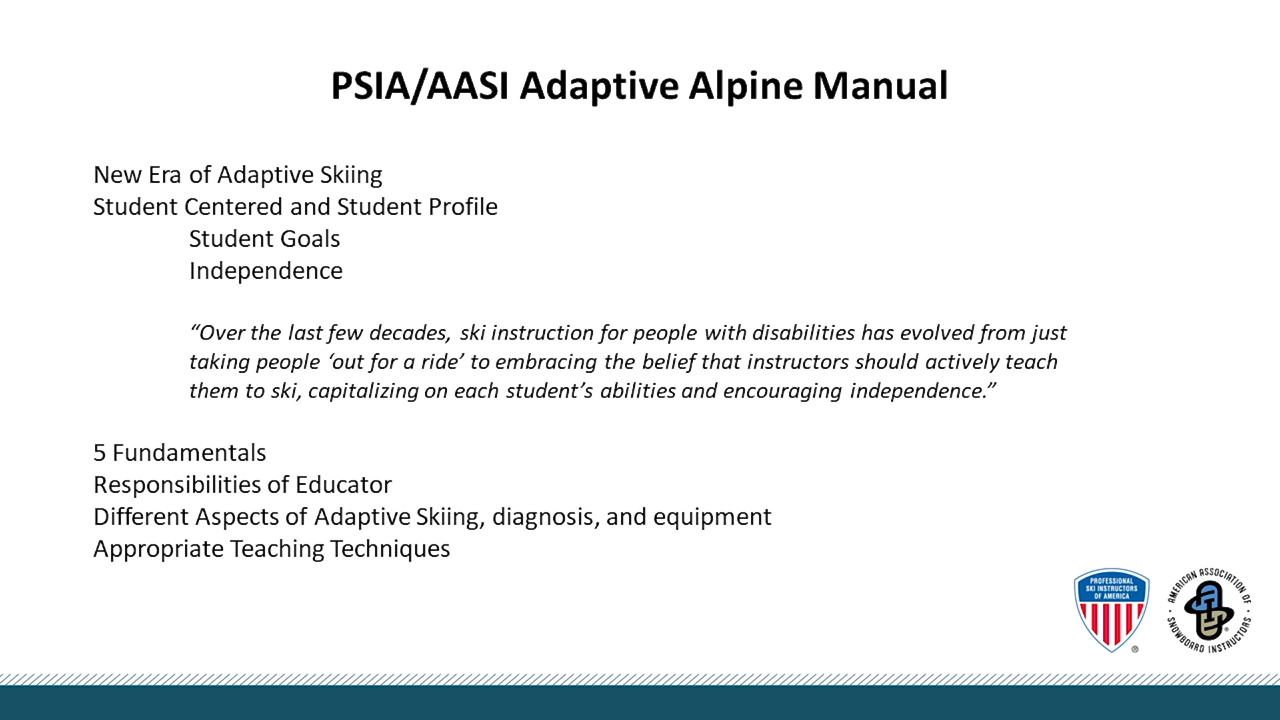 PSIA/AASI Adaptive Alpine Manual
New Era of Adaptive Skiing
Student Centered and Student Profile
Student Goals
Independence
“Over the last few decades, ski instruction for people with disabilities has evolved from just
taking people ‘out for a ride’ to embracing the belief that instructors should actively teach
them to ski, capitalizing on each student’s abilities and encouraging independence.”
5 Fundamentals
Responsibilities of Educator
Different Aspects of Adaptive Skiing, diagnosis, and equipment
Appropriate Teaching Techniques
PROFESSIONAL
SKI INSTRUCTORS
OF AMERICA
®
AMERICAN ASSOCIATION OF
SNOWBOARD INSTRUCTORS
®